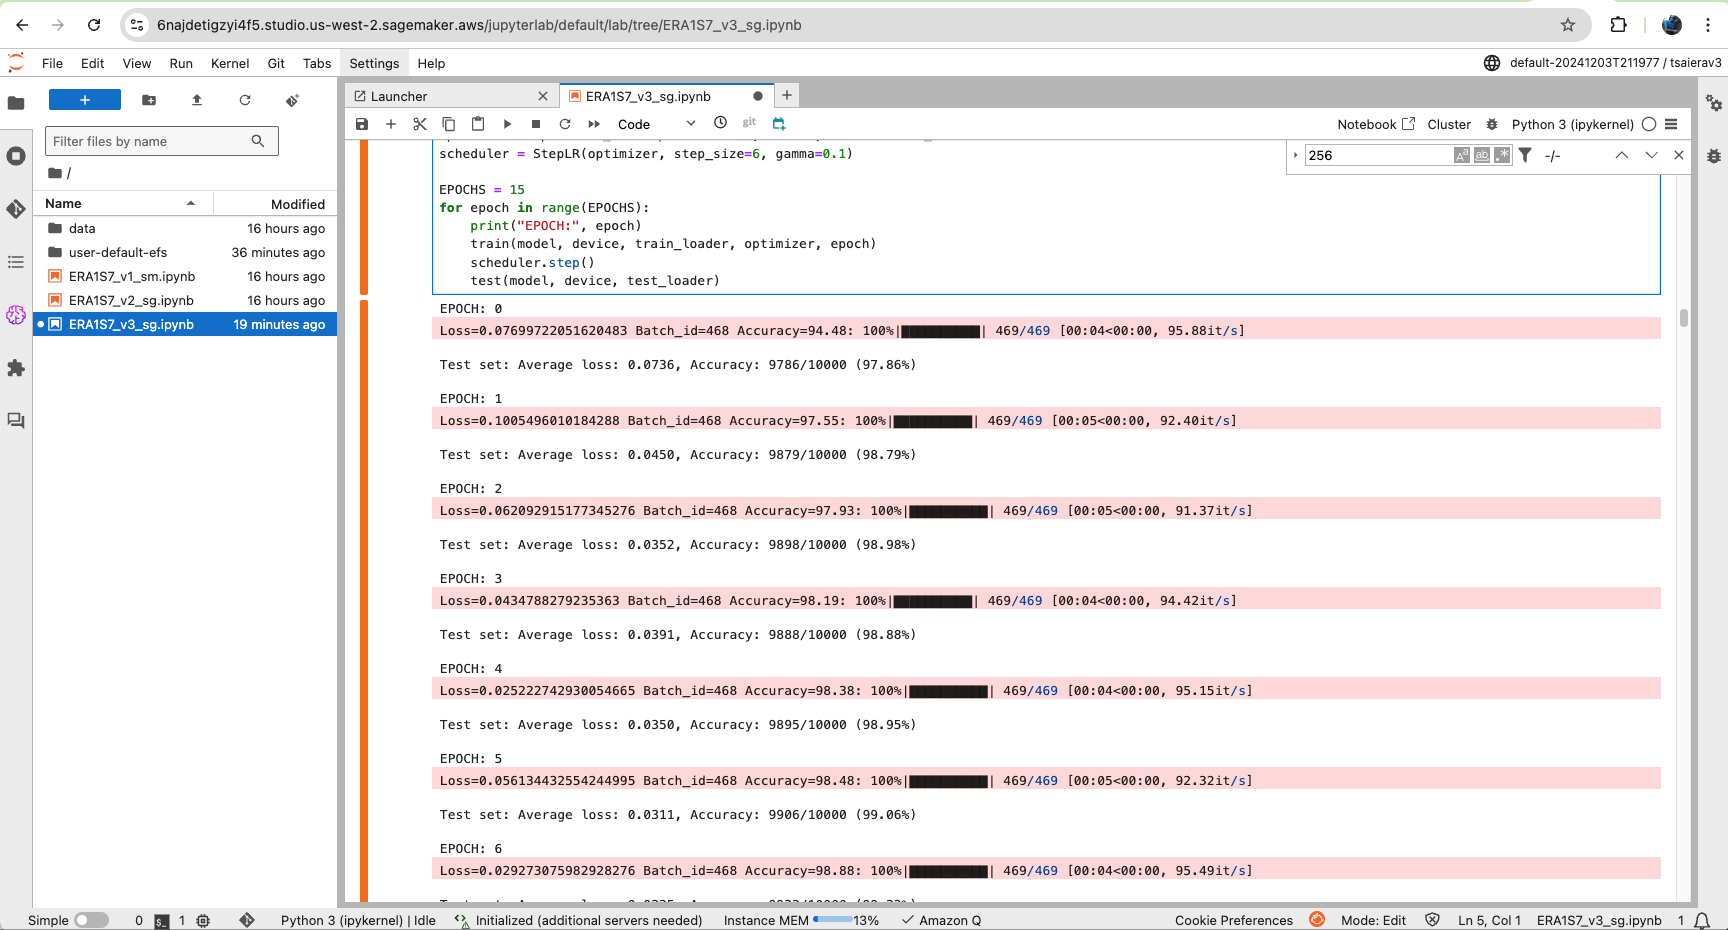 6najdetigzyi4f5.studio.us-west-2.sagemaker.aws/jupyterlab/default/lab/tree/ERA1S7_v3_sg.ipynb
File Edit View Run Kernel Git Tabs Settings Help
default-20241203T211977 / tsaierav3
+
Filter files by name
/
Name Modified
data 16 hours ago
user-default-efs 36 minutes ago
ERA1S7_v1_sm.ipynb 16 hours ago
ERA1S7_v2_sg.ipynb 16 hours ago
ERA1S7_v3_sg.ipynb 19 minutes ago
Launcher
ERA1S7_v3_sg.ipynb
Code
git
Notebook
Cluster
Python 3 (ipykernel)
256
-/-
scheduler = StepLR(optimizer, step_size=6, gamma=0.1)
EPOCHS = 15
for epoch in range(EPOCHS):
print("EPOCH:", epoch)
train(model, device, train_loader, optimizer, epoch)
scheduler.step()
test(model, device, test_loader)
EPOCH: 0
Loss=0.07699722051620483 Batch_id=468 Accuracy=94.48: 100%|██████████| 469/469 [00:04<00:00, 95.88it/s]
Test set: Average loss: 0.0736, Accuracy: 9786/10000 (97.86%)
EPOCH: 1
Loss=0.1005496010184288 Batch_id=468 Accuracy=97.55: 100%|██████████| 469/469 [00:05<00:00, 92.40it/s]
Test set: Average loss: 0.0450, Accuracy: 9879/10000 (98.79%)
EPOCH: 2
Loss=0.062092915177345276 Batch_id=468 Accuracy=97.93: 100%|██████████| 469/469 [00:05<00:00, 91.37it/s]
Test set: Average loss: 0.0352, Accuracy: 9898/10000 (98.98%)
EPOCH: 3
Loss=0.0434788279235363 Batch_id=468 Accuracy=98.19: 100%|██████████| 469/469 [00:04<00:00, 94.42it/s]
Test set: Average loss: 0.0391, Accuracy: 9888/10000 (98.88%)
EPOCH: 4
Loss=0.025222742930054665 Batch_id=468 Accuracy=98.38: 100%|██████████| 469/469 [00:04<00:00, 95.15it/s]
Test set: Average loss: 0.0350, Accuracy: 9895/10000 (98.95%)
EPOCH: 5
Loss=0.056134432554244995 Batch_id=468 Accuracy=98.48: 100%|██████████| 469/469 [00:05<00:00, 92.32it/s]
Test set: Average loss: 0.0311, Accuracy: 9906/10000 (99.06%)
EPOCH: 6
Loss=0.029273075982928276 Batch_id=468 Accuracy=98.88: 100%|██████████| 469/469 [00:04<00:00, 95.49it/s]
Simple 0 1 Python 3 (ipykernel) | Idle Initialized (additional servers needed) Instance MEM 13% Amazon Q Cookie Preferences Mode: Edit Ln 5, Col 1 ERA1S7_v3_sg.ipynb 1